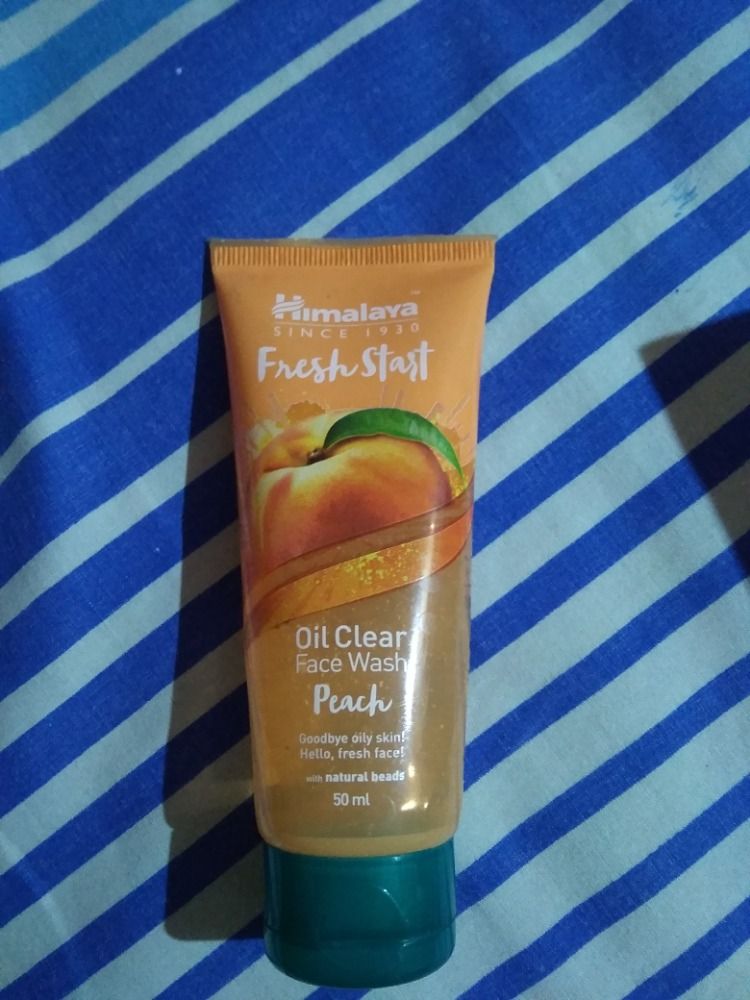 Himalaya
SINCE 1930
Fresh Start
Oil Clear
Face Wash
Peach
Goodbye oily skin!
Hello, fresh face!
with natural beads
50 ml